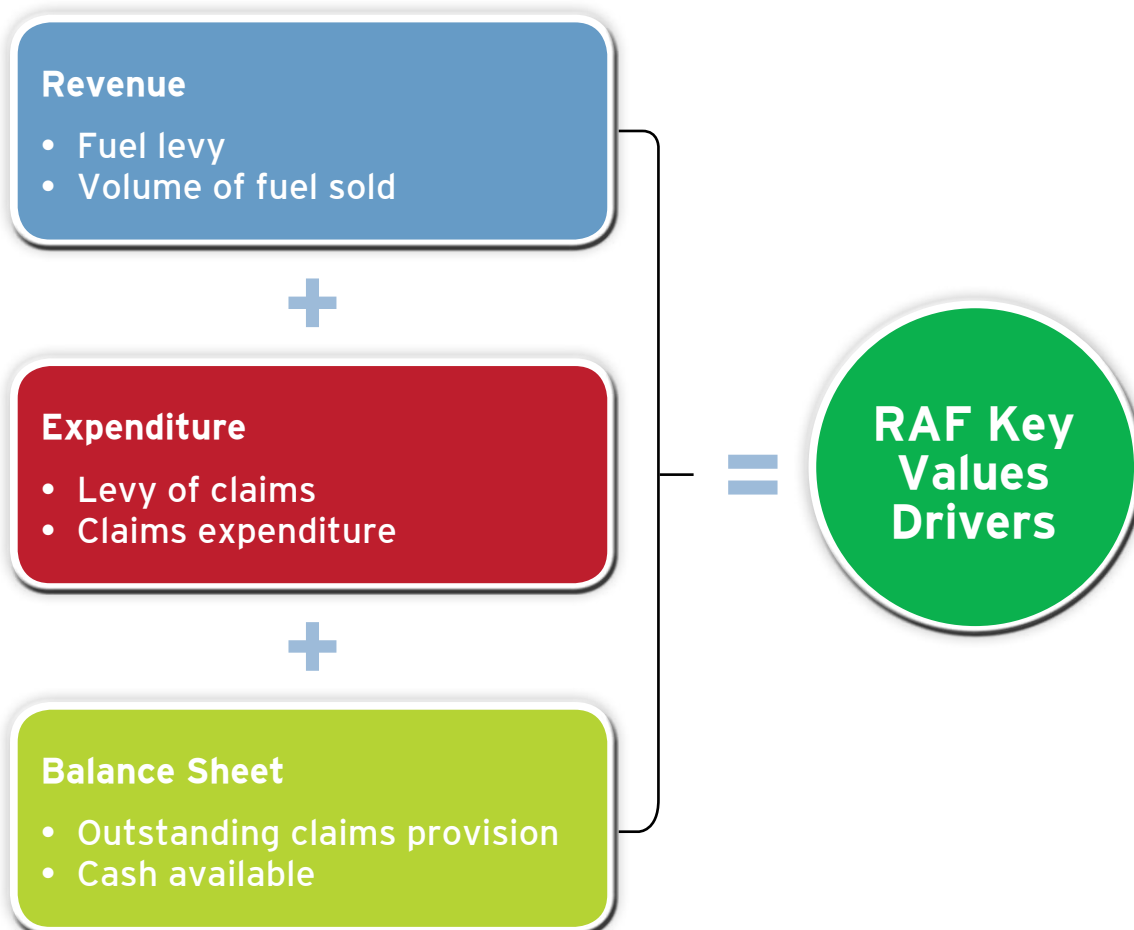 Revenue
• Fuel levy
• Volume of fuel sold
+
Expenditure
• Levy of claims
• Claims expenditure
+
Balance Sheet
• Outstanding claims provision
• Cash available
=
RAF Key
Values
Drivers